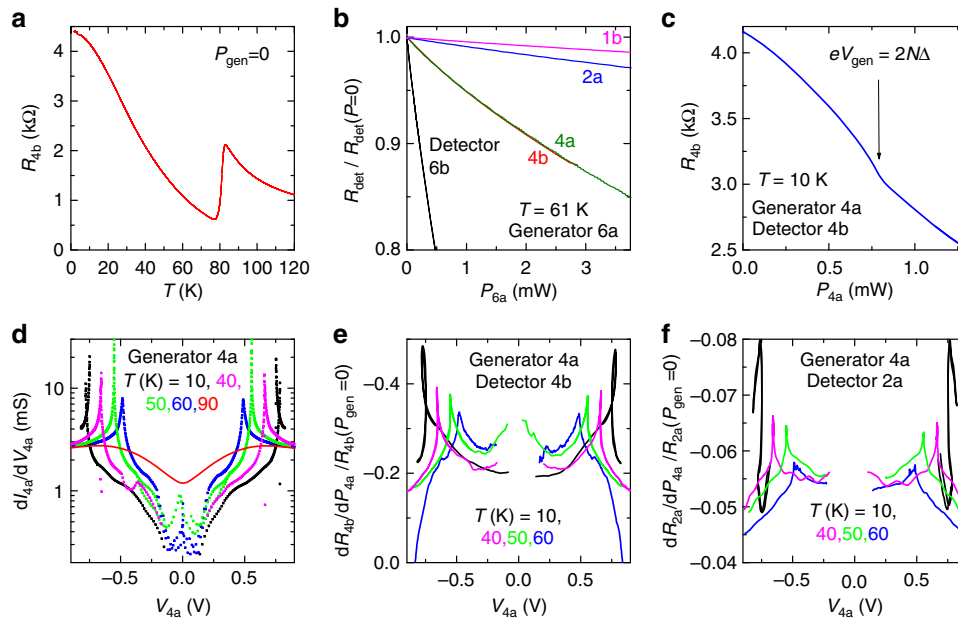 a
P_gen=0
R_4b (kΩ)
4
3
2
1
0
0 20 40 60 80 100 120
T (K)
b
R_det / R_det(P=0)
1.0
0.9
0.8
1b
2a
4a
4b
Detector
6b
T = 61 K
Generator 6a
0 1 2 3
P_6a (mW)
c
eV_gen = 2NΔ
R_4b (kΩ)
4.0
3.5
3.0
2.5
T = 10 K
Generator 4a
Detector 4b
0.0 0.5 1.0
P_4a (mW)
d
Generator 4a
T (K) = 10, 40,
50,60,90
dI_4a/dV_4a (mS)
10
1
−0.5 0.0 0.5
V_4a (V)
e
Generator 4a
Detector 4b
dR_4b/dP_4a /R_4b(P_gen=0)
−0.4
−0.2
0.0
T (K) = 10,
40,50,60
−0.5 0.0 0.5
V_4a (V)
f
Generator 4a
Detector 2a
dR_2a/dP_4a /R_2a(P_gen=0)
−0.08
−0.07
−0.06
−0.05
−0.04
T (K) = 10,
40,50,60
−0.5 0.0 0.5
V_4a (V)